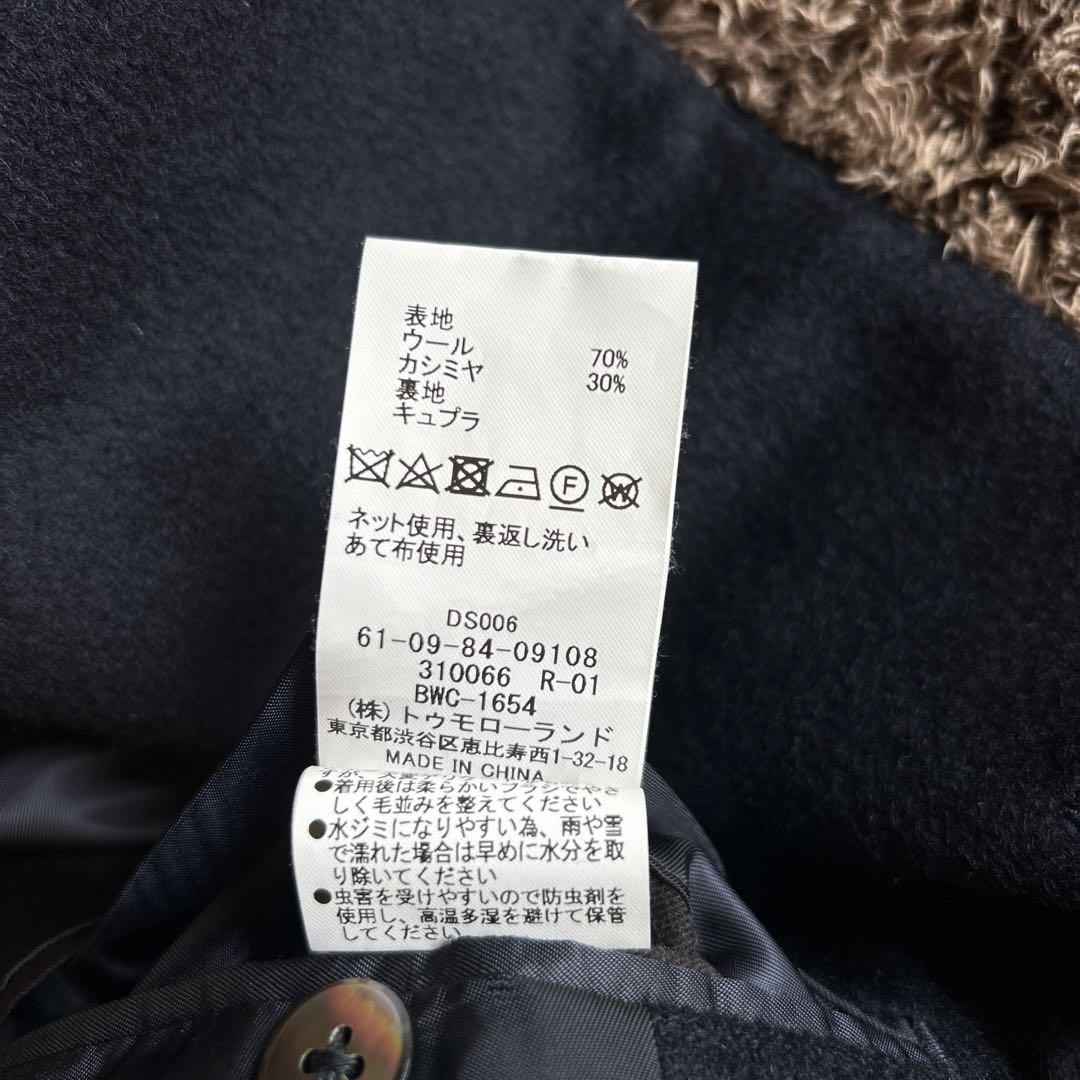 表地
ウール 70%
カシミヤ 30%
裏地
キュプラ
F W
ネット使用、裏返し洗い
あて布使用
DS006
61-09-84-09108
310066 R-01
BWC-1654
(株)トゥモローランド
東京都渋谷区恵比寿西1-32-18
MADE IN CHINA
●着用後は柔らかいブラシでやさ
しく毛並みを整えてください
●水ジミになりやすい為、雨や雪
で濡れた場合は早めに水分を取
り除いてください
●虫害を受けやすいので防虫剤を
使用し、高温多湿を避けて保管
してください